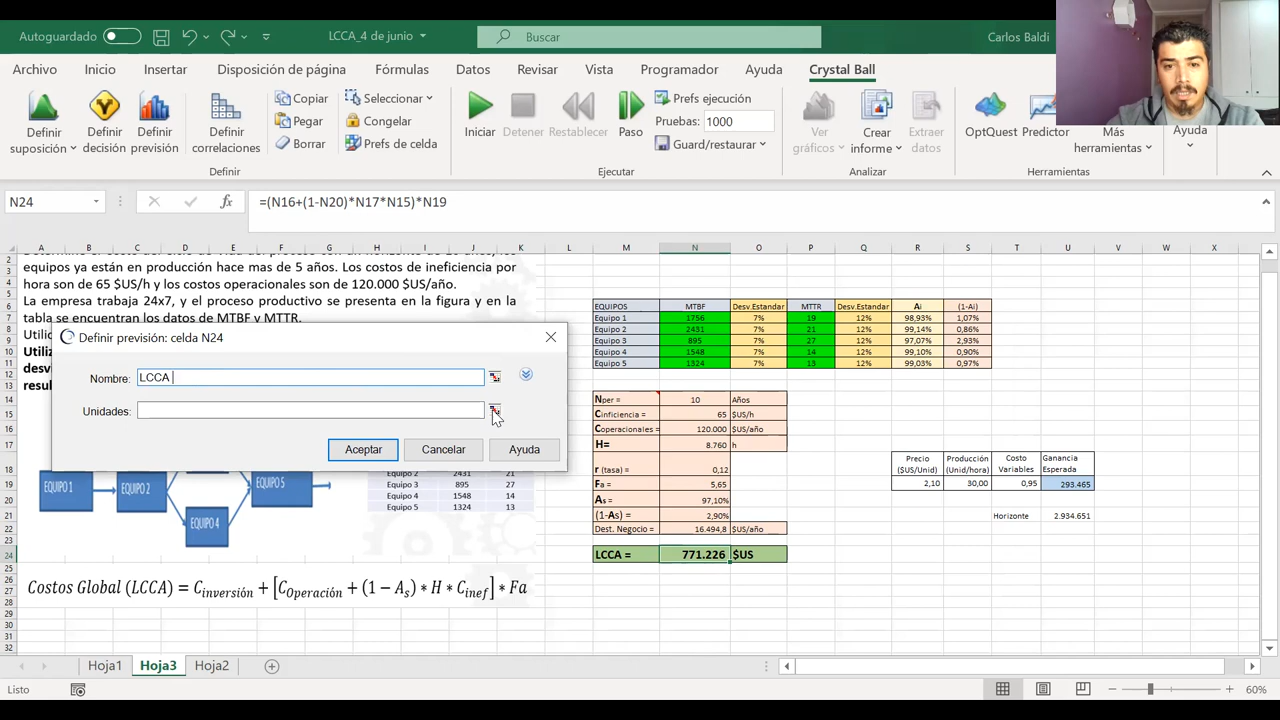 Autoguardado
LCCA_4 de junio
Buscar
Carlos Baldi
Archivo Inicio Insertar Disposición de página Fórmulas Datos Revisar Vista Programador Ayuda Crystal Ball
Definir suposición
Definir decisión
Definir previsión
Definir correlaciones
Copiar
Pegar
Borrar
Seleccionar
Congelar
Prefs de celda
Definir
Iniciar
Detener
Restablecer
Paso
Prefs ejecución
Pruebas: 1000
Guard/restaurar
Ejecutar
Ver gráficos
Crear informe
Extraer datos
Analizar
OptQuest
Predictor
Más herramientas
Herramientas
Ayuda
N24
fx
=(N16+(1-N20)*N17*N15)*N19
A B C D E F G H I J K L M N O P Q R S T U V W X
equipos ya están en producción hace mas de 5 años. Los costos de ineficiencia por
hora son de 65 $US/h y los costos operacionales son de 120.000 $US/año.
La empresa trabaja 24x7, y el proceso productivo se presenta en la figura y en la
tabla se encuentran los datos de MTBF y MTTR.
Definir previsión: celda N24
Nombre: LCCA
Unidades:
Aceptar Cancelar Ayuda
EQUIPO 1
EQUIPO 2
EQUIPO 4
EQUIPO 5
Equipo 2 2431 21
Equipo 3 895 27
Equipo 4 1548 14
Equipo 5 1324 13
Costos Global (LCCA) = Cinversión + [COperación + (1 − As) * H * Cinef] * Fa
EQUIPOS MTBF Desv.Estandar MTTR Desv.Estandar Ai (1-Ai)
Equipo 1 1756 7% 19 12% 98,93% 1,07%
Equipo 2 2431 7% 21 12% 99,14% 0,86%
Equipo 3 895 7% 27 12% 97,07% 2,93%
Equipo 4 1548 7% 14 12% 99,10% 0,90%
Equipo 5 1324 7% 13 12% 99,03% 0,97%
Nper = 10 Años
Cinficiencia = 65 $US/h
Coperacionales = 120.000 $US/año
H= 8.760 h
r (tasa) = 0,12
Fa = 5,65
As = 97,10%
(1-As) = 2,90%
Dest. Negocio = 16.494,8 $US/año
LCCA = 771.226 $US
Precio ($US/Unid) Producción (Unid/hora) Costo Variables Ganancia Esperada
2,10 30,00 0,95 293.465
Horizonte 2.934.651
Hoja1 Hoja3 Hoja2
Listo
60%